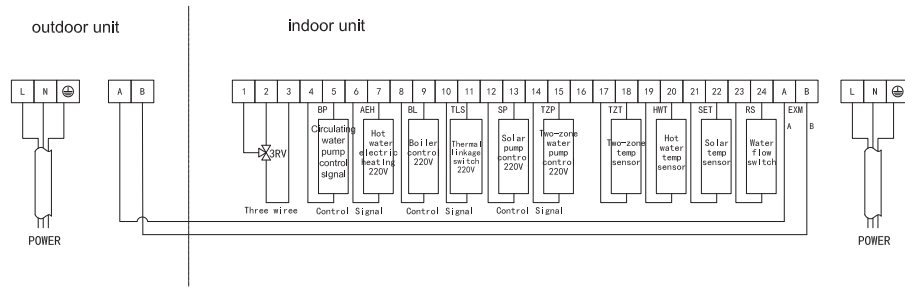 outdoor unit
indoor unit
L N
A B
1 2 3 4 5 6 7 8 9 10 11 12 13 14 15 16 17 18 19 20 21 22 23 24 A B
L N
BP AEH BL TLS SP TZP TZT HWT SET RS EXM
A B
3RV
Circulating
water
pump
control
signal
Hot
water
electric
heating
220V
Boiler
contro
220V
Thermal
linkage
switch
220V
Solar
pump
contro
220V
Two-zone
water
pump
contro
220V
Two-zone
temp
sensor
Hot
water
temp
sensor
Solar
temp
sensor
Water
flow
switch
Three wiree
Control Signal
Control Signal
Control Signal
POWER
POWER